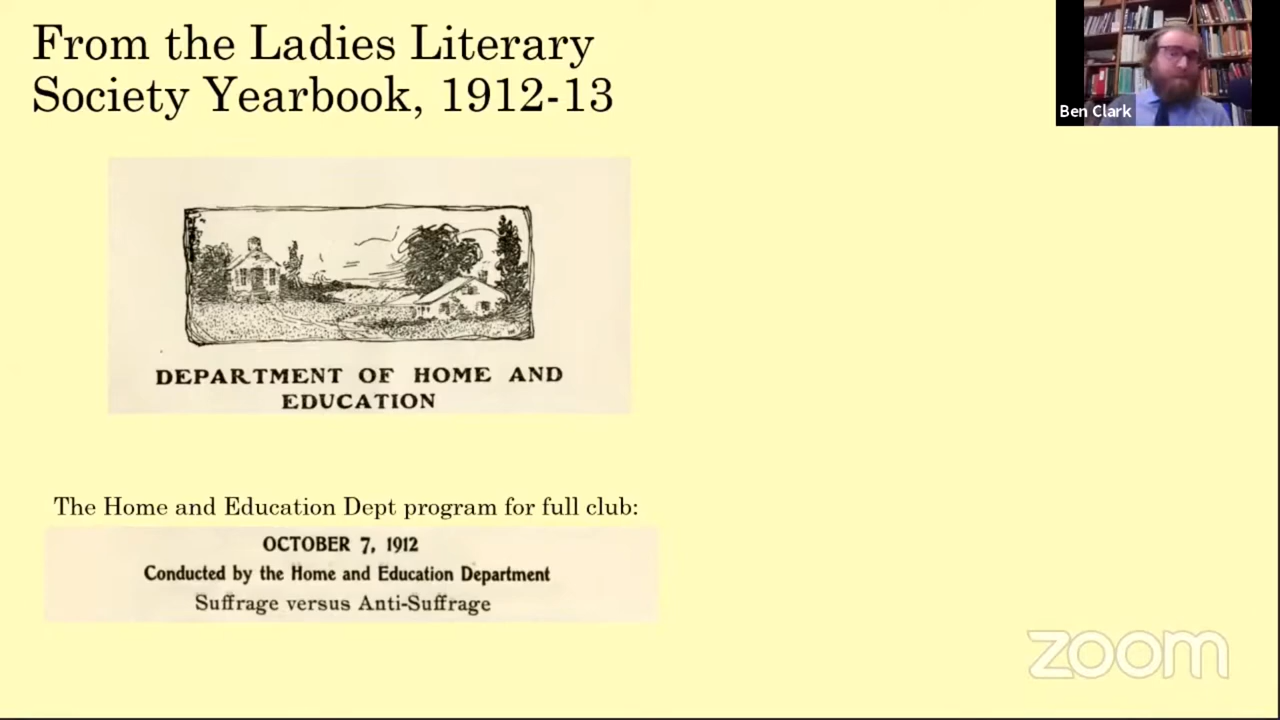 From the Ladies Literary
Society Yearbook, 1912-13
Ben Clark
DEPARTMENT OF HOME AND
EDUCATION
The Home and Education Dept program for full club:
OCTOBER 7, 1912
Conducted by the Home and Education Department
Suffrage versus Anti-Suffrage
zoom